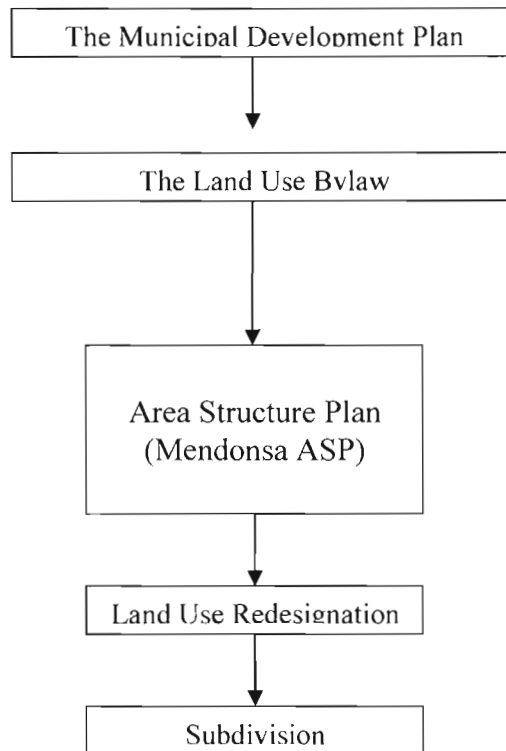 The Municipal Development Plan
The Land Use Bylaw
Area Structure Plan
(Mendonsa ASP)
Land Use Redesignation
Subdivision